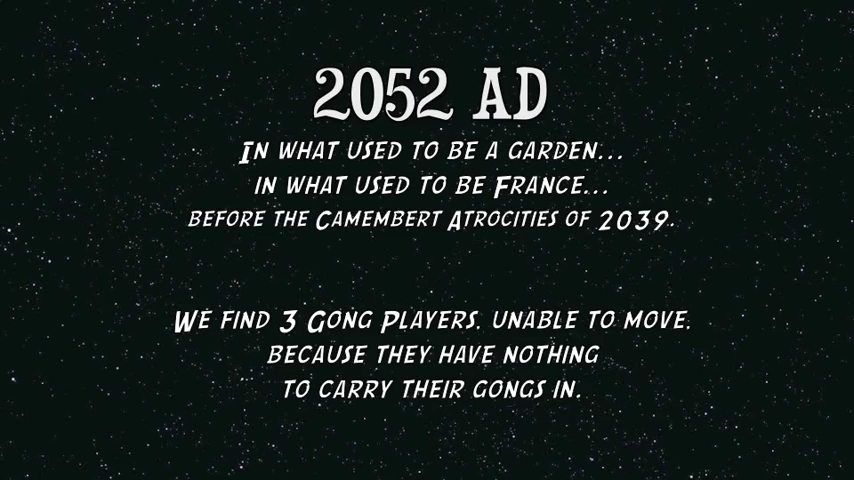 2052 AD
In what used to be a garden...
in what used to be France...
before the Camembert Atrocities of 2039.
We find 3 Gong Players, unable to move,
because they have nothing
to carry their gongs in.